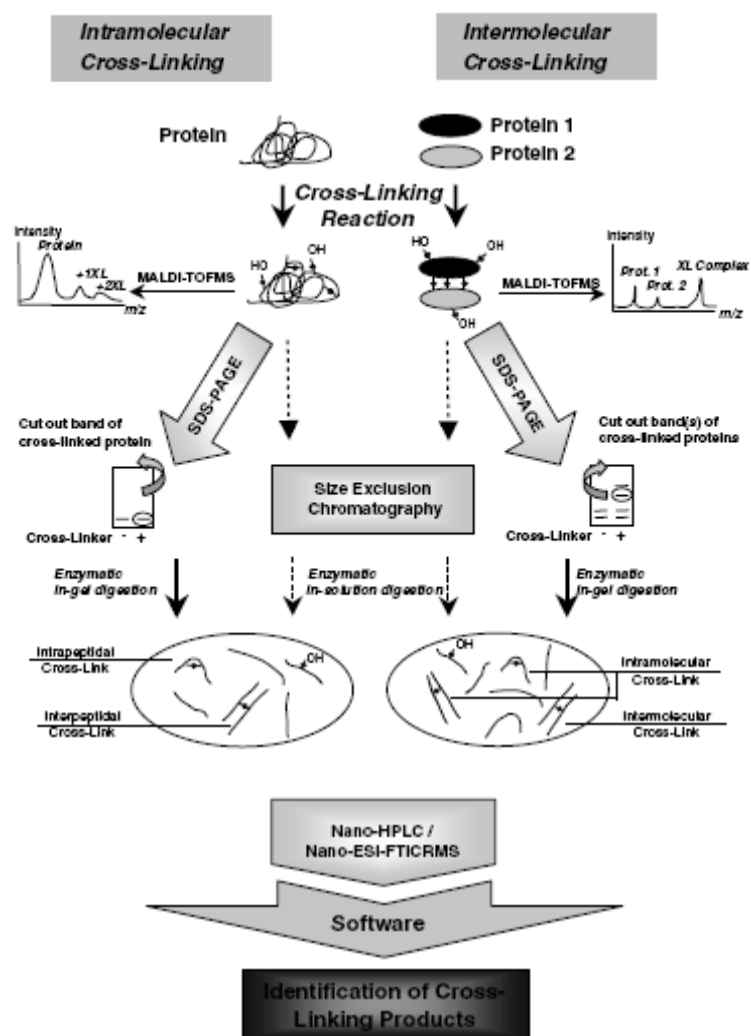 Intramolecular
Cross-Linking
Intermolecular
Cross-Linking
Protein
Protein 1
Protein 2
Cross-Linking
Reaction
Intensity
Protein
+1XL
+2XL
m/z
MALDI-TOFMS
HO
OH
HO
OH
OH
MALDI-TOFMS
Intensity
XL Complex
Prot. 1
Prot. 2
m/z
SDS-PAGE
SDS-PAGE
Cut out band of
cross-linked protein
Cut out band(s) of
cross-linked proteins
Size Exclusion
Chromatography
Cross-Linker - +
Cross-Linker - +
Enzymatic
in-gel digestion
Enzymatic
in-solution digestion
Enzymatic
in-gel digestion
Intrapeptidal
Cross-Link
Interpeptidal
Cross-Link
OH
OH
Intramolecular
Cross-Link
Intermolecular
Cross-Link
Nano-HPLC /
Nano-ESI-FTICRMS
Software
Identification of Cross-
Linking Products